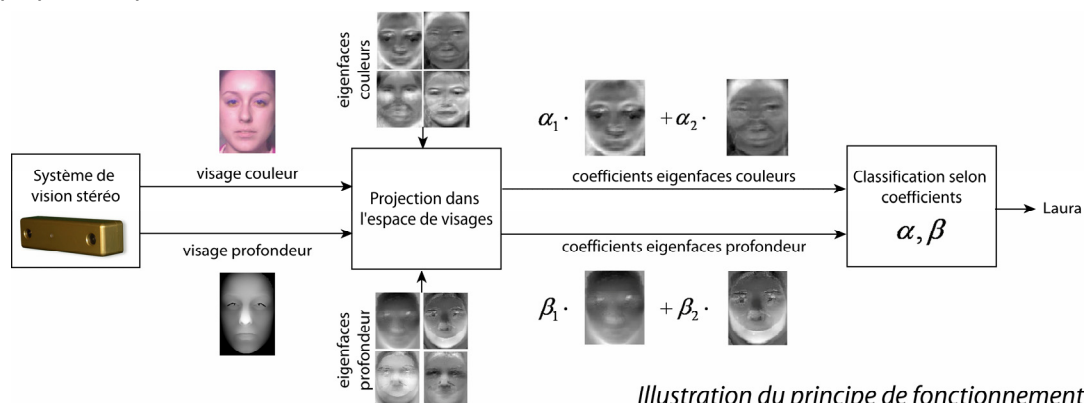 eigenfaces
couleurs
α₁· +α₂·
Système de
vision stéréo
visage couleur
Projection dans
l'espace de visages
coefficients eigenfaces couleurs
Classification selon
coefficients
α, β
Laura
visage profondeur
coefficients eigenfaces profondeur
eigenfaces
profondeur
β₁· +β₂·
Illustration du principe de fonctionnement